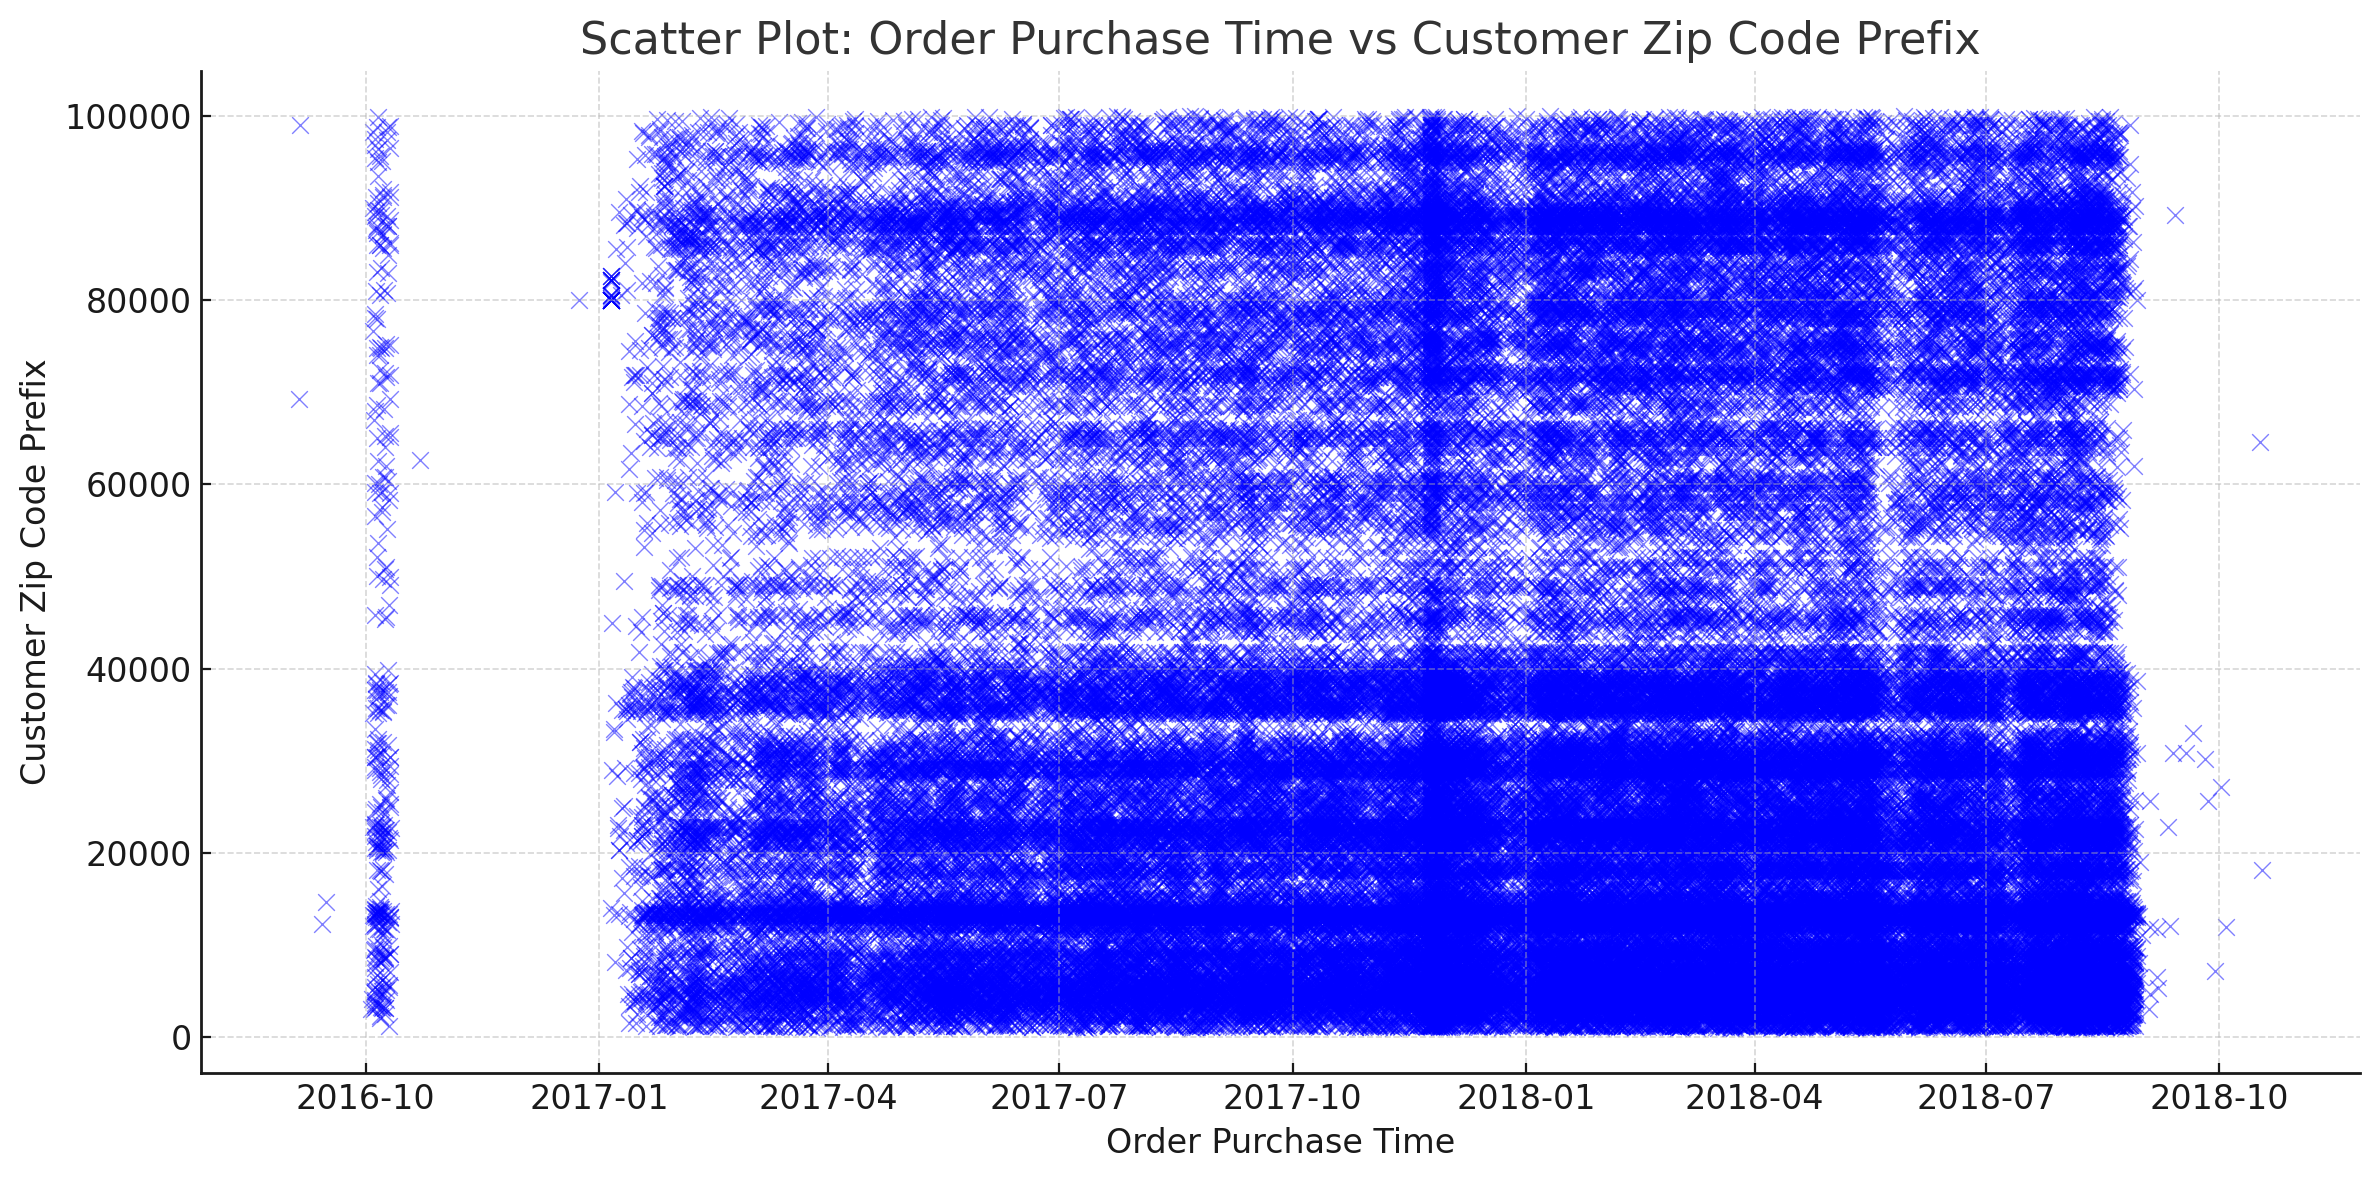 Scatter Plot: Order Purchase Time vs Customer Zip Code Prefix
Customer Zip Code Prefix
100000
80000
60000
40000
20000
0
2016-10 2017-01 2017-04 2017-07 2017-10 2018-01 2018-04 2018-07 2018-10
Order Purchase Time